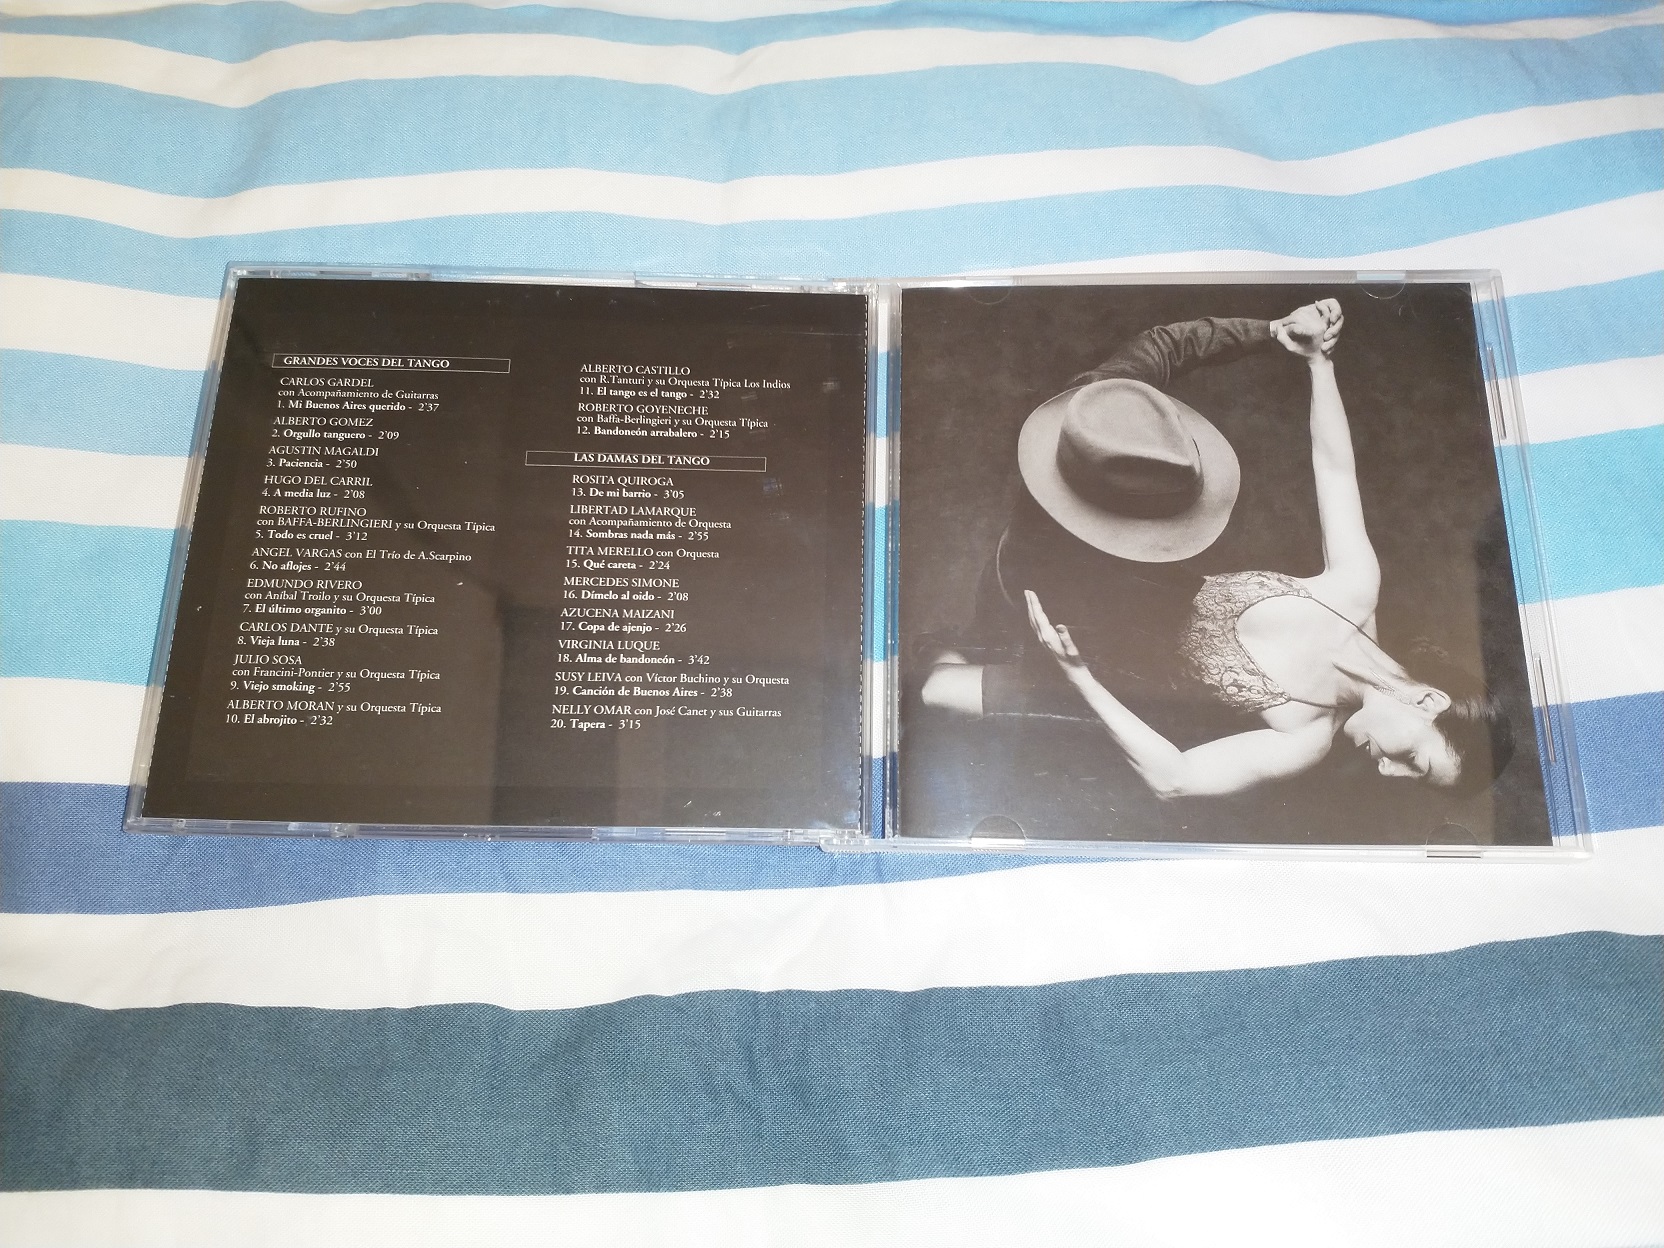 GRANDES VOCES DEL TANGO
CARLOS GARDEL
con Acompañamiento de Guitarras
1. Mi Buenos Aires querido - 2'37
ALBERTO GOMEZ
2. Orgullo tanguero - 2'09
AGUSTIN MAGALDI
3. Paciencia - 2'50
HUGO DEL CARRIL
4. A media luz - 2'08
ROBERTO RUFINO
con BAFFA-BERLINGIERI y su Orquesta Típica
5. Todo es cruel - 3'12
ANGEL VARGAS con El Trío de A.Scarpino
6. No aflojes - 2'44
EDMUNDO RIVERO
con Aníbal Troilo y su Orquesta Típica
7. El último organito - 3'00
CARLOS DANTE y su Orquesta Típica
8. Vieja luna - 2'38
JULIO SOSA
con Francini-Pontier y su Orquesta Típica
9. Viejo smoking - 2'55
ALBERTO MORAN y su Orquesta Típica
10. El abrojito - 2'32
ALBERTO CASTILLO
con R.Tanturi y su Orquesta Típica Los Indios
11. El tango es el tango - 2'32
ROBERTO GOYENECHE
con Baffa-Berlingieri y su Orquesta Típica
12. Bandoneón arrabalero - 2'15
LAS DAMAS DEL TANGO
ROSITA QUIROGA
13. De mi barrio - 3'05
LIBERTAD LAMARQUE
con Acompañamiento de Orquesta
14. Sombras nada más - 2'55
TITA MERELLO con Orquesta
15. Qué careta - 2'24
MERCEDES SIMONE
16. Dímelo al oido - 2'08
AZUCENA MAIZANI
17. Copa de ajenjo - 2'26
VIRGINIA LUQUE
18. Alma de bandoneón - 3'42
SUSY LEIVA con Víctor Buchino y su Orquesta
19. Canción de Buenos Aires - 2'38
NELLY OMAR con José Canet y sus Guitarras
20. Tapera - 3'15